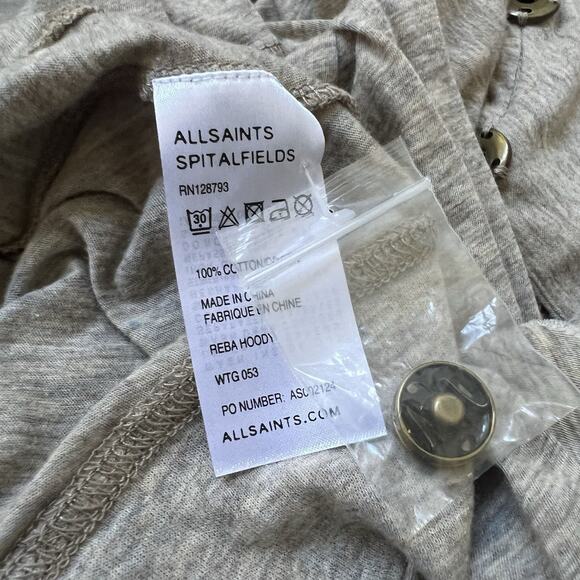 ALLSAINTS
SPITALFIELDS
RN128793
30
100% COTTON
MADE IN CHINA
FABRIQUE EN CHINE
REBA HOODY
WTG 053
PO NUMBER: ASC02124
ALLSAINTS.COM